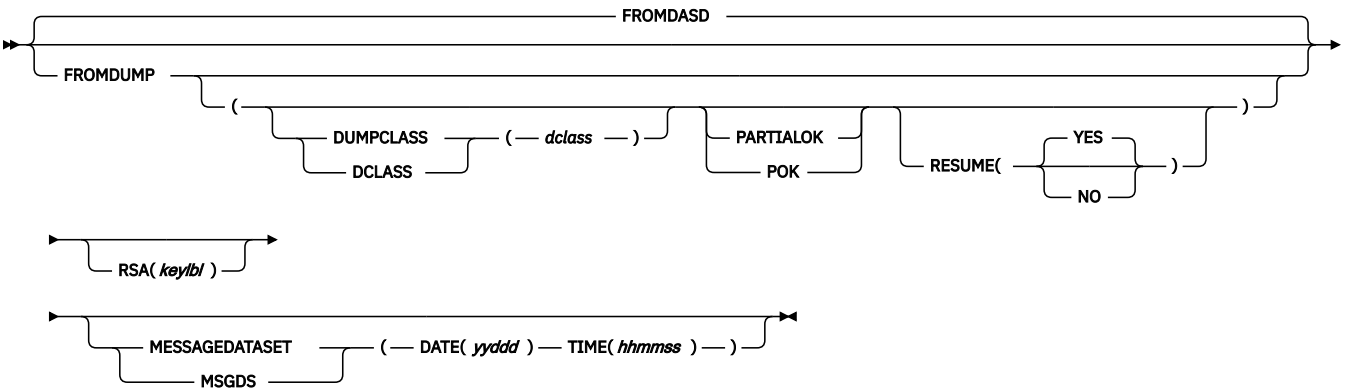 FROMDASD
FROMDUMP
(
)
DUMPCLASS
( dclass )
PARTIALOK
YES
DCLASS
POK
RESUME(
)
NO
RSA( keylbl )
MESSAGEDATASET
( DATE( yyddd ) TIME( hhmmss ) )
MSGDS